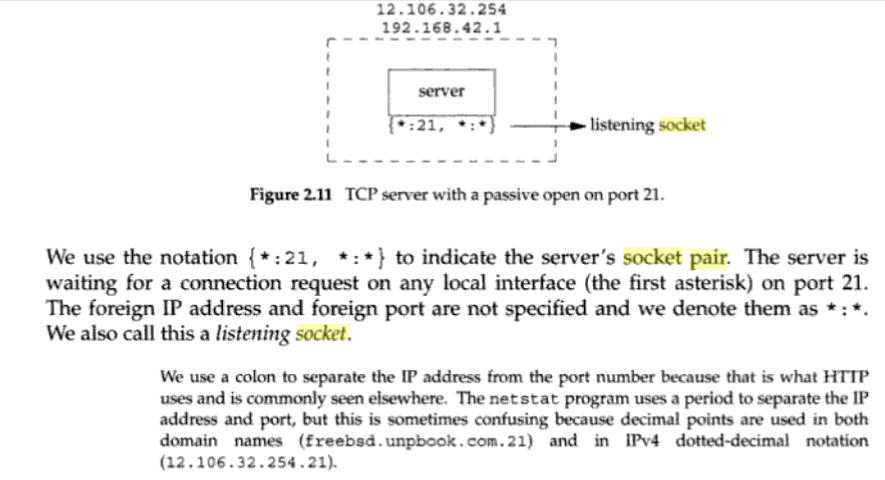 12.106.32.254
192.168.42.1
server
{*:21, *:*}
listening socket
Figure 2.11 TCP server with a passive open on port 21.
We use the notation {*:21, *:*} to indicate the server's socket pair. The server is
waiting for a connection request on any local interface (the first asterisk) on port 21.
The foreign IP address and foreign port are not specified and we denote them as *:*.
We also call this a listening socket.
We use a colon to separate the IP address from the port number because that is what HTTP
uses and is commonly seen elsewhere. The netstat program uses a period to separate the IP
address and port, but this is sometimes confusing because decimal points are used in both
domain names (freebsd.unpbook.com.21) and in IPv4 dotted-decimal notation
(12.106.32.254.21).